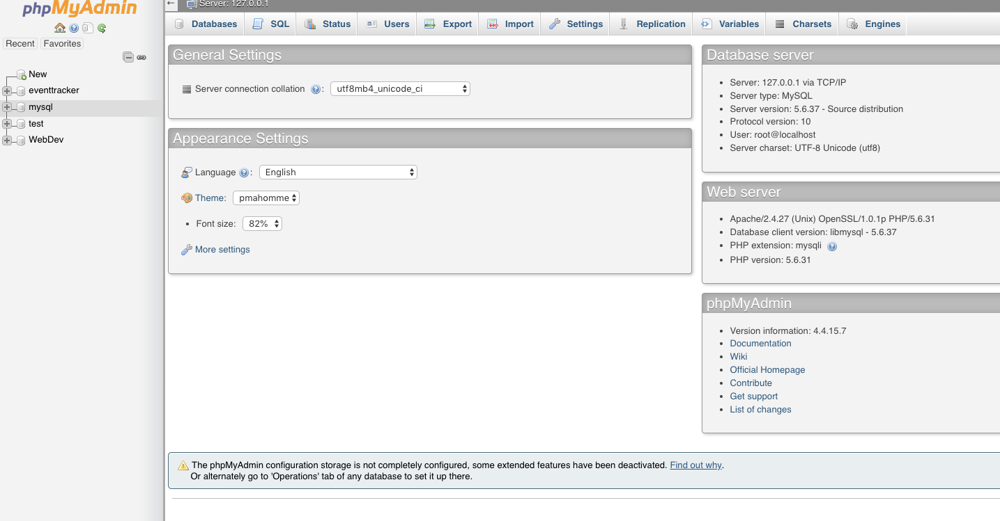 phpMyAdmin
Recent Favorites
New
eventtracker
mysql
test
WebDev
Server: 127.0.0.1
Databases SQL Status Users Export Import Settings Replication Variables Charsets Engines
General Settings
Server connection collation : utf8mb4_unicode_ci
Appearance Settings
Language : English
Theme: pmahomme
Font size: 82%
More settings
Database server
Server: 127.0.0.1 via TCP/IP
Server type: MySQL
Server version: 5.6.37 - Source distribution
Protocol version: 10
User: root@localhost
Server charset: UTF-8 Unicode (utf8)
Web server
Apache/2.4.27 (Unix) OpenSSL/1.0.1p PHP/5.6.31
Database client version: libmysql - 5.6.37
PHP extension: mysqli
PHP version: 5.6.31
phpMyAdmin
Version information: 4.4.15.7
Documentation
Wiki
Official Homepage
Contribute
Get support
List of changes
The phpMyAdmin configuration storage is not completely configured, some extended features have been deactivated. Find out why.
Or alternately go to 'Operations' tab of any database to set it up there.